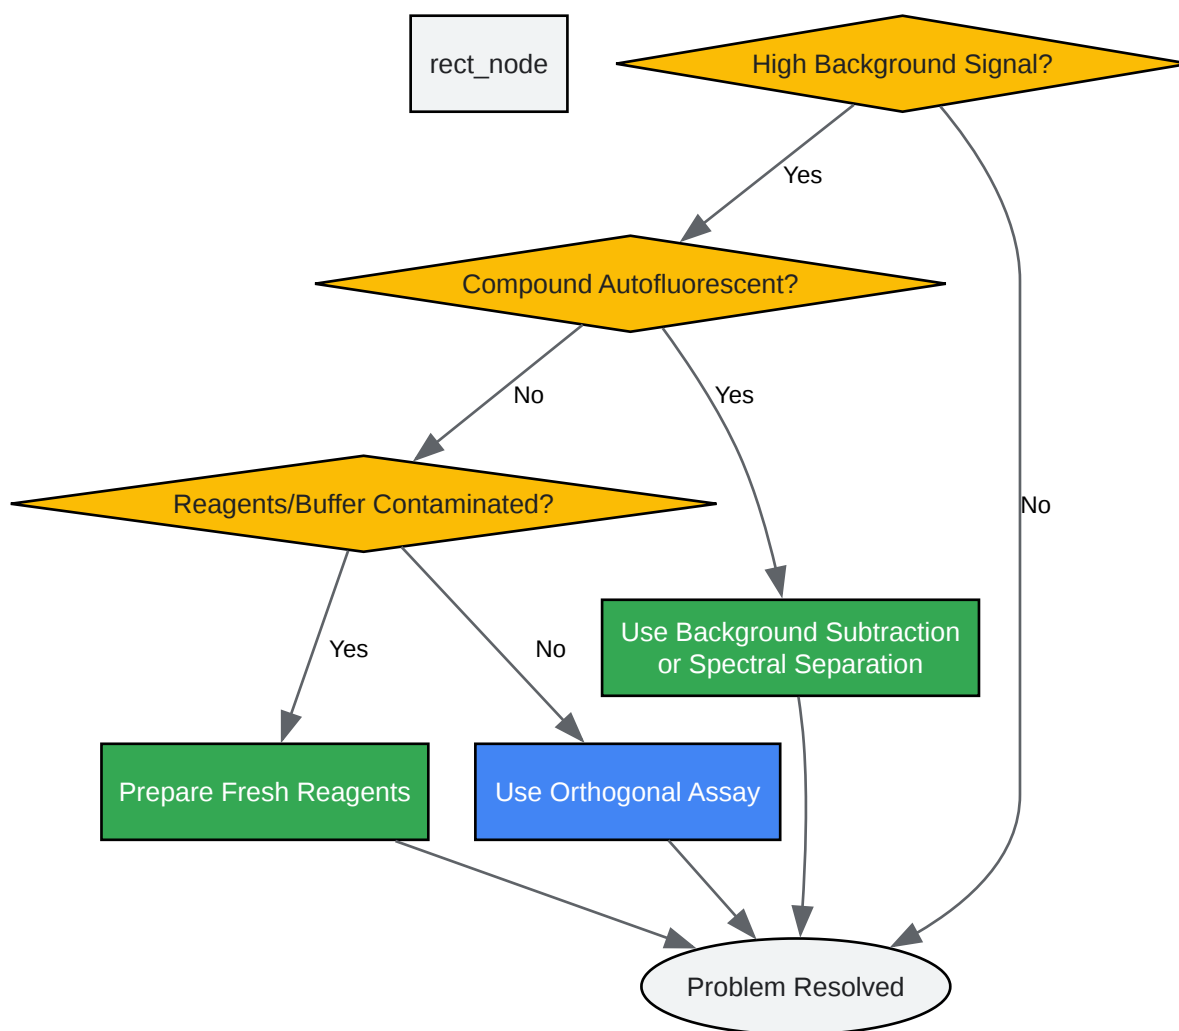 rect_node
High Background Signal?
Yes
Compound Autofluorescent?
No
Yes
Reagents/Buffer Contaminated?
No
Yes
No
Use Background Subtraction
or Spectral Separation
Prepare Fresh Reagents
Use Orthogonal Assay
Problem Resolved